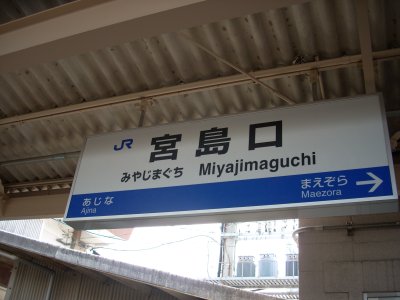 JR 宮島口
みやじまぐち Miyajimaguchi
あじな
Ajina
まえぞら
Maezora